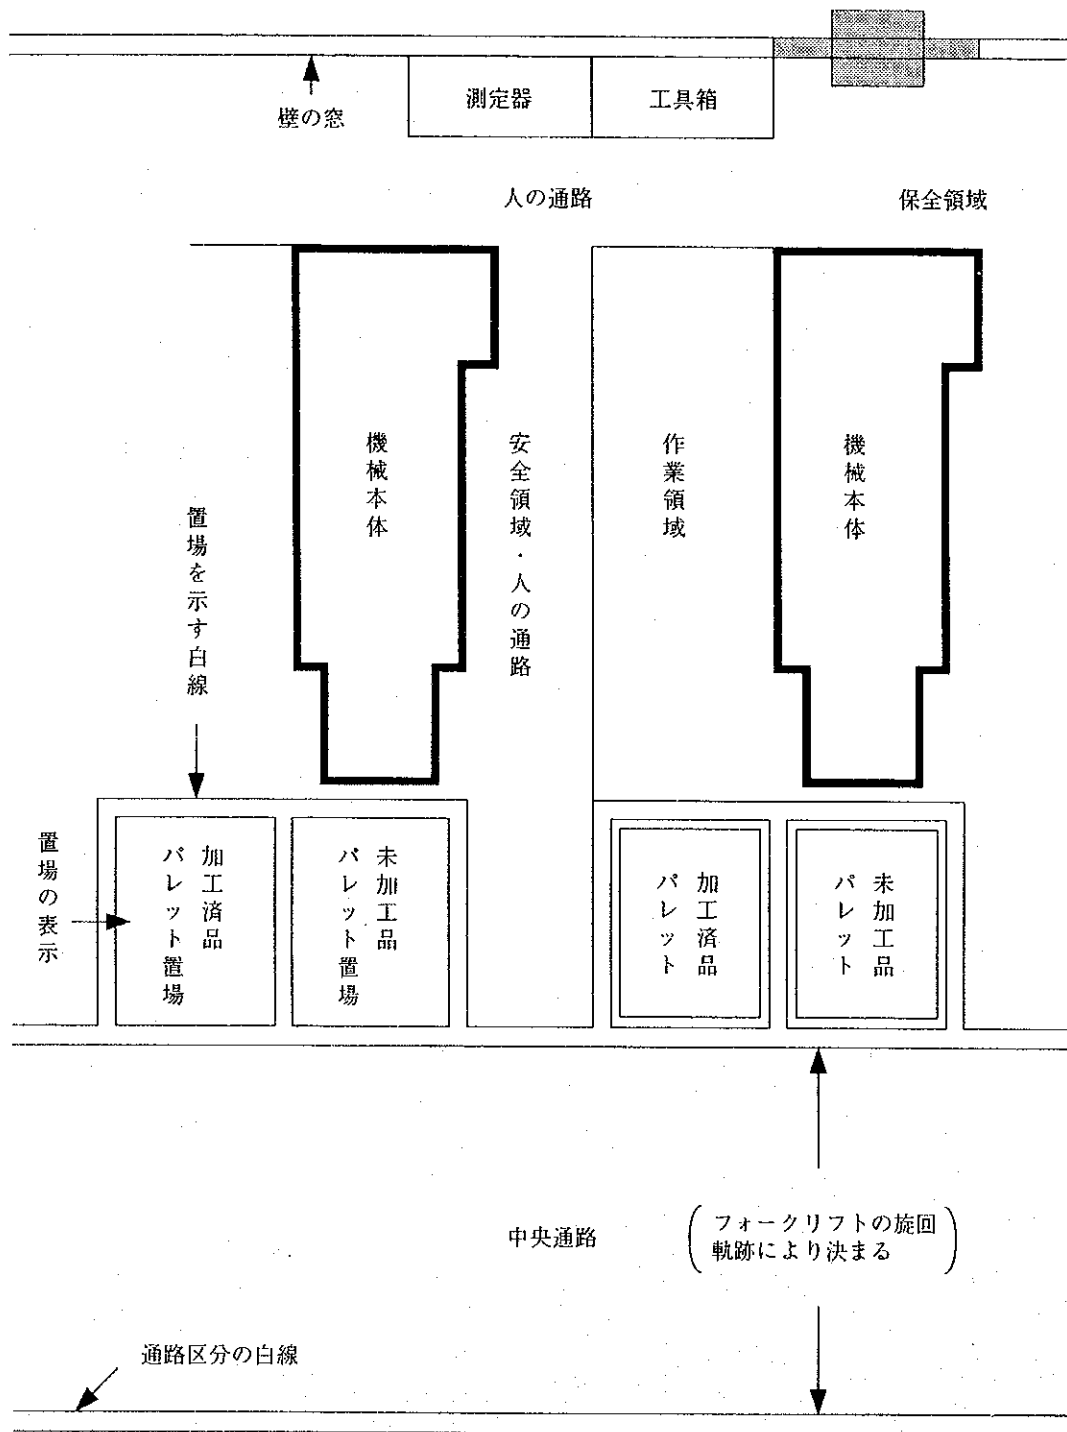 壁の窓
測定器
工具箱
人の通路
保全領域
機械本体
安全領域・人の通路
作業領域
機械本体
置場を示す白線
置場の表示
加工済品
パレット置場
未加工品
パレット置場
加工済品
パレット
未加工品
パレット
中央通路
(フォークリフトの旋回
軌跡により決まる)
通路区分の白線